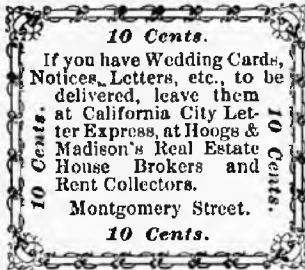 10 Cents.
If you have Wedding Cards,
Notices, Letters, etc., to be
delivered, leave them
at California City Let-
ter Express, at Hoogs &
Madison's Real Estate
House Brokers and
Rent Collectors.
Montgomery Street.
10 Cents.
10 Cents.
10 Cents.